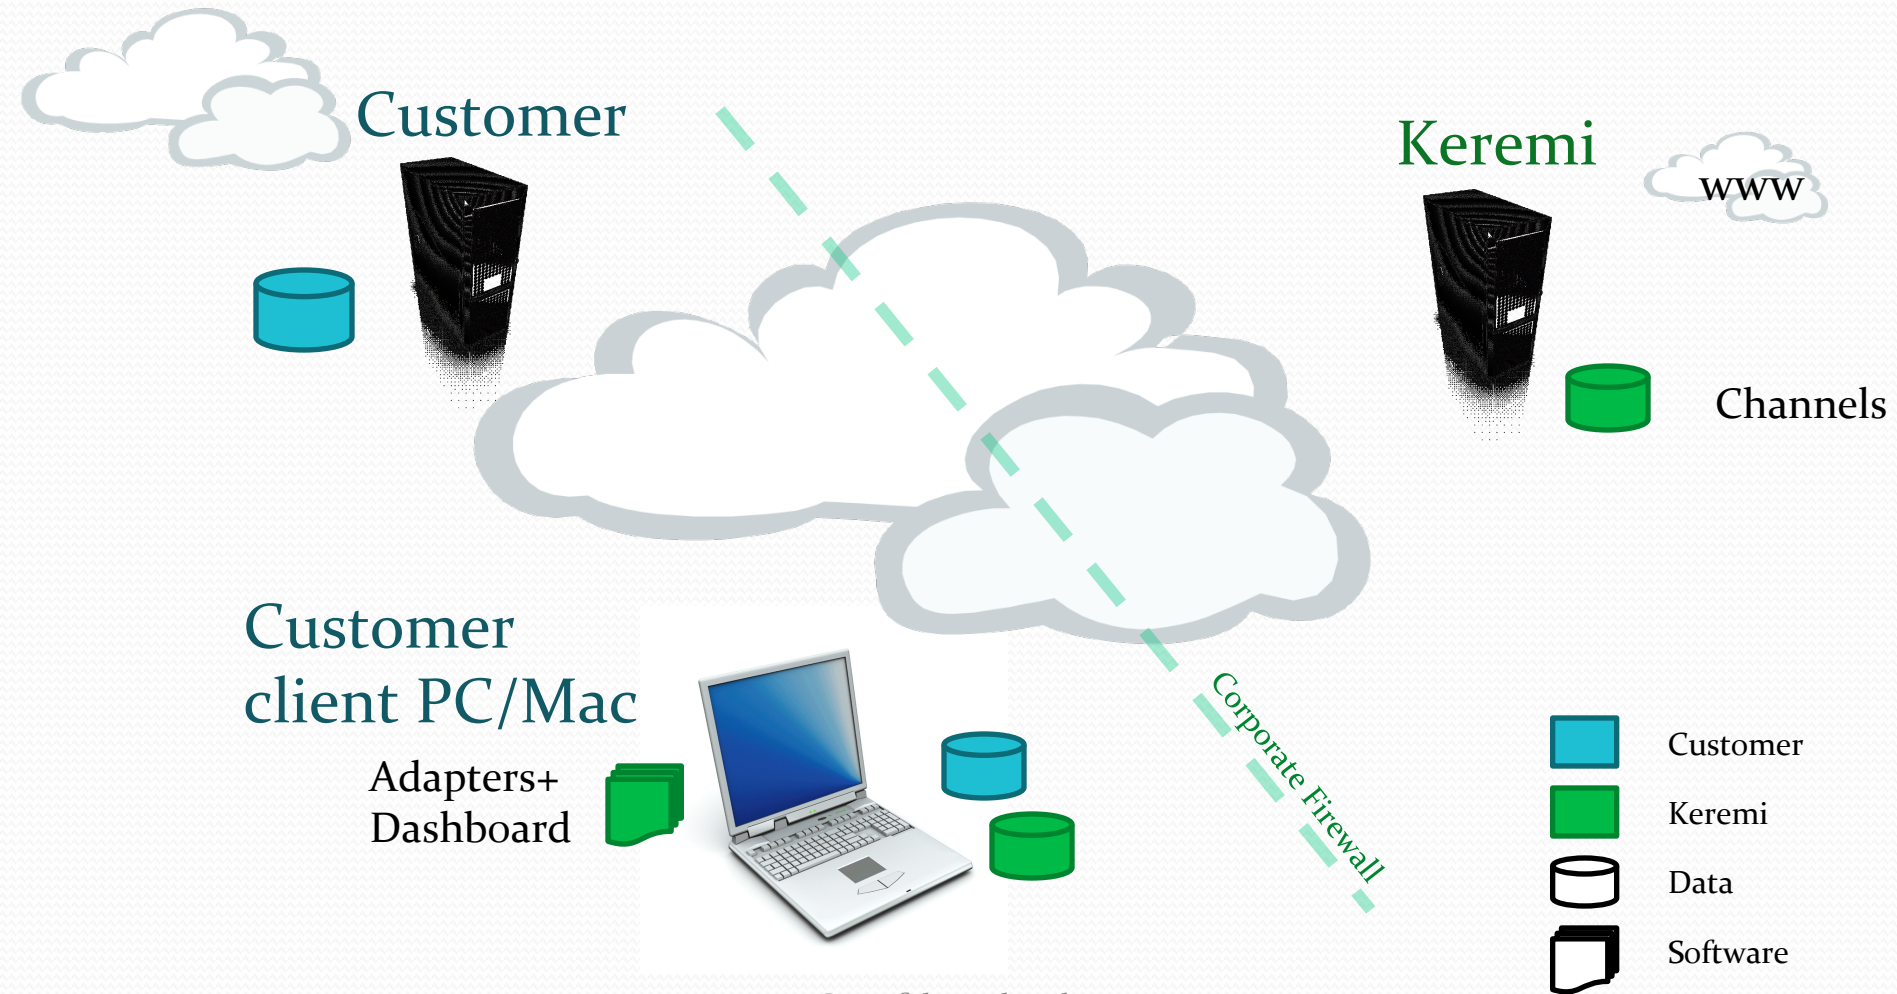 Customer
Keremi
www
Channels
Customer
client PC/Mac
Adapters+
Dashboard
Corporate Firewall
Customer
Keremi
Data
Software